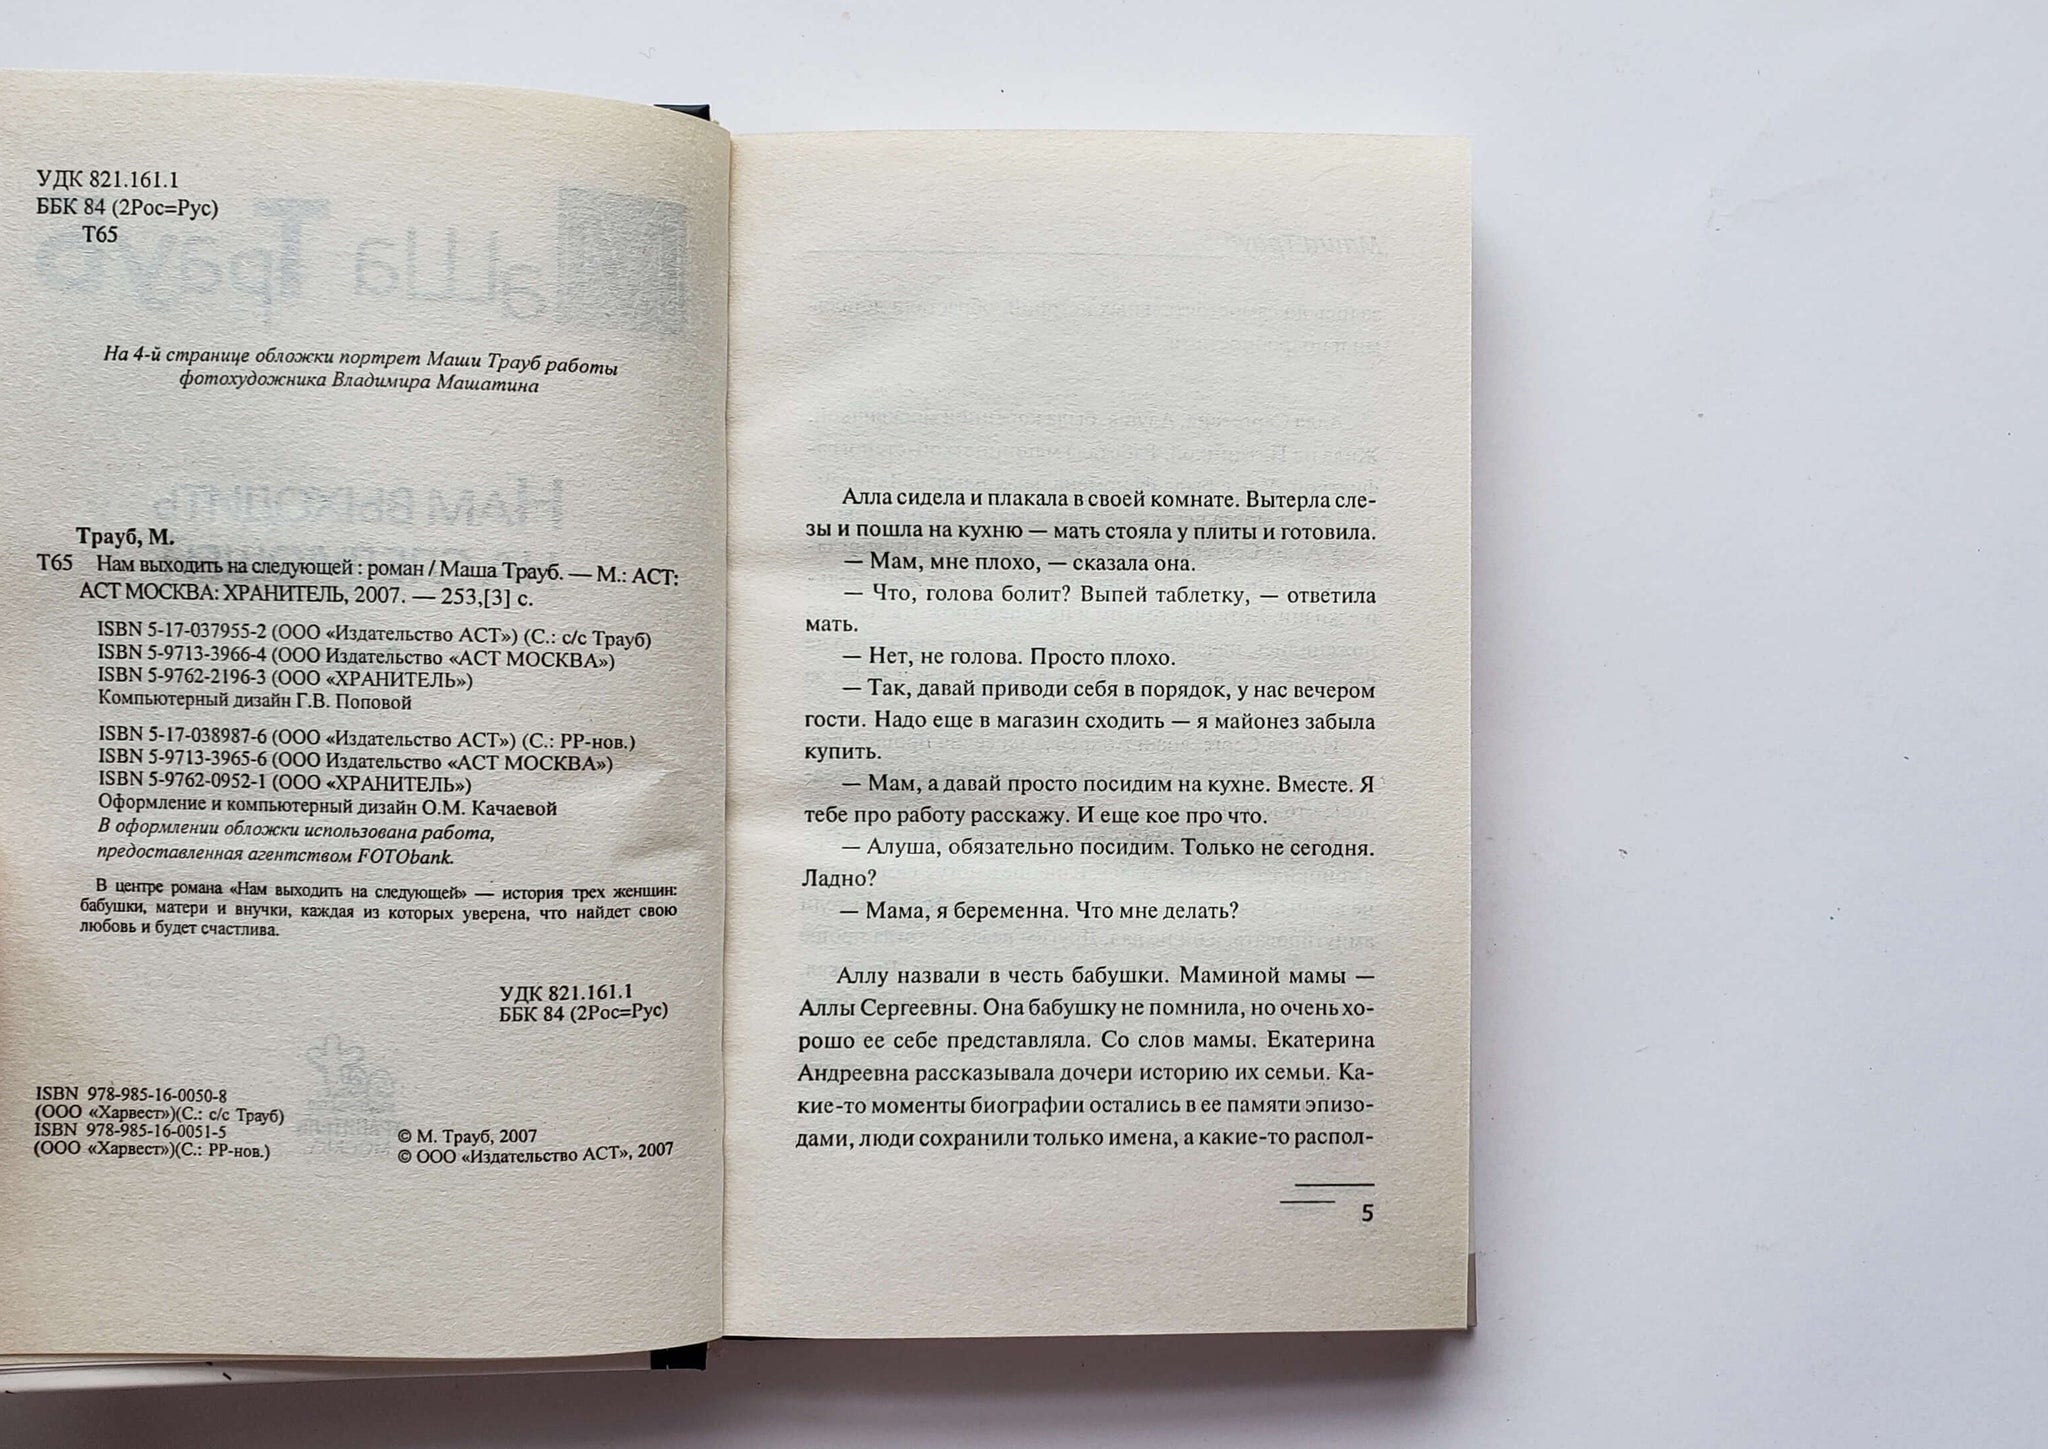 УДК 821.161.1
ББК 84 (2Рос=Рус)
Т65
На 4-й странице обложки портрет Маши Трауб работы
фотохудожника Владимира Машатина
Трауб, М.
Т65 Нам выходить на следующей : роман / Маша Трауб. — М.: АСТ:
АСТ МОСКВА: ХРАНИТЕЛЬ, 2007. — 253,[3] с.
ISBN 5-17-037955-2 (ООО «Издательство АСТ») (С.: с/с Трауб)
ISBN 5-9713-3966-4 (ООО Издательство «АСТ МОСКВА»)
ISBN 5-9762-2196-3 (ООО «ХРАНИТЕЛЬ»)
Компьютерный дизайн Г.В. Поповой
ISBN 5-17-038987-6 (ООО «Издательство АСТ») (С.: РР-нов.)
ISBN 5-9713-3965-6 (ООО Издательство «АСТ МОСКВА»)
ISBN 5-9762-0952-1 (ООО «ХРАНИТЕЛЬ»)
Оформление и компьютерный дизайн О.М. Качаевой
В оформлении обложки использована работа,
предоставленная агентством FOTObank.
В центре романа «Нам выходить на следующей» — история трех женщин:
бабушки, матери и внучки, каждая из которых уверена, что найдет свою
любовь и будет счастлива.
УДК 821.161.1
ББК 84 (2Рос=Рус)
ISBN 978-985-16-0050-8
(ООО «Харвест»)(С.: с/с Трауб)
ISBN 978-985-16-0051-5
(ООО «Харвест»)(С.: РР-нов.)
© М. Трауб, 2007
© ООО «Издательство АСТ», 2007
Алла сидела и плакала в своей комнате. Вытерла сле-
зы и пошла на кухню — мать стояла у плиты и готовила.
— Мам, мне плохо, — сказала она.
— Что, голова болит? Выпей таблетку, — ответила
мать.
— Нет, не голова. Просто плохо.
— Так, давай приводи себя в порядок, у нас вечером
гости. Надо еще в магазин сходить — я майонез забыла
купить.
— Мам, а давай просто посидим на кухне. Вместе. Я
тебе про работу расскажу. И еще кое про что.
— Алуша, обязательно посидим. Только не сегодня.
Ладно?
— Мама, я беременна. Что мне делать?
Аллу назвали в честь бабушки. Маминой мамы —
Аллы Сергеевны. Она бабушку не помнила, но очень хо-
рошо ее себе представляла. Со слов мамы. Екатерина
Андреевна рассказывала дочери историю их семьи. Ка-
кие-то моменты биографии остались в ее памяти эпизо-
дами, люди сохранили только имена, а какие-то распол-
5